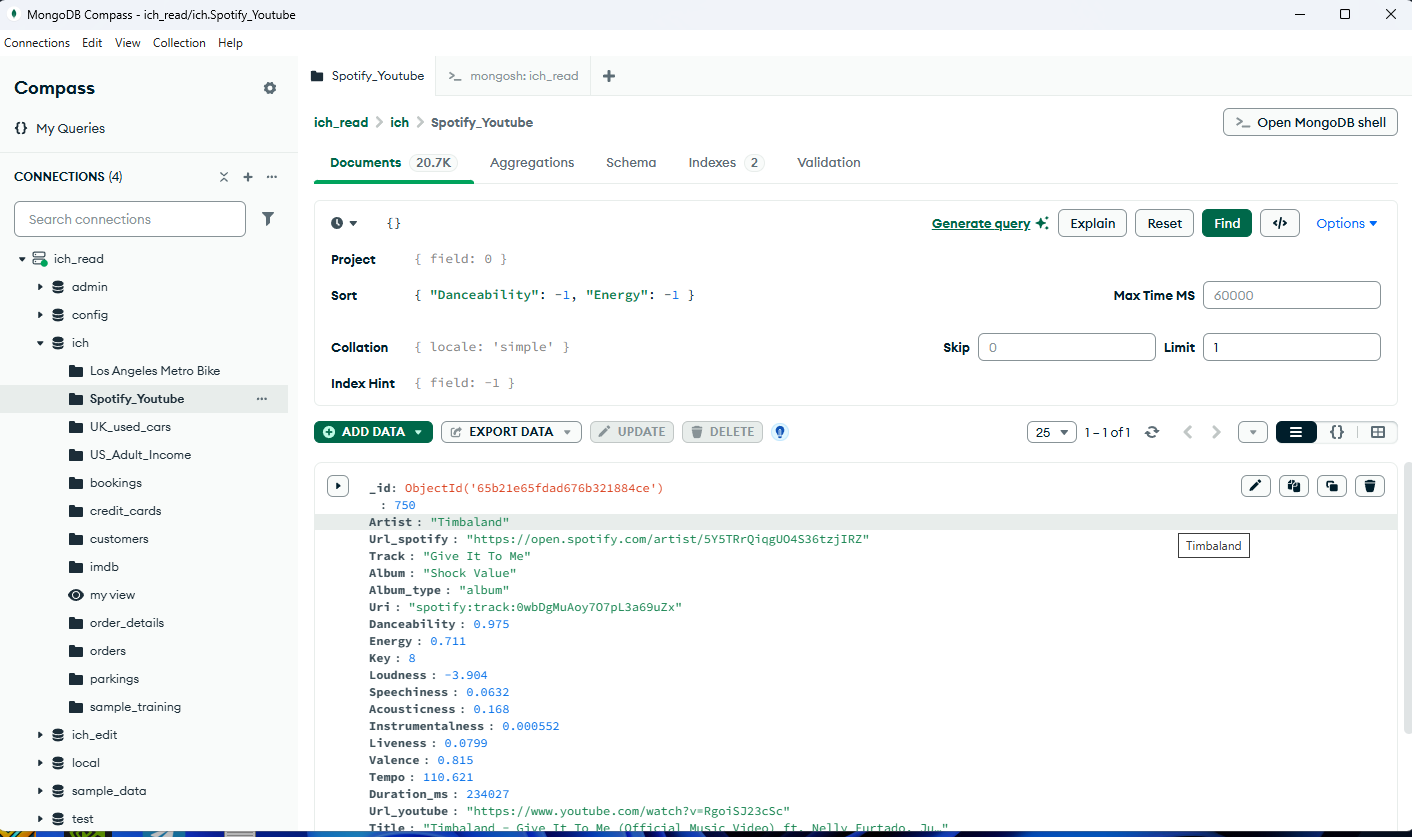 MongoDB Compass - ich_read/ich.Spotify_Youtube
Connections Edit View Collection Help
Compass
{} My Queries
CONNECTIONS (4)
Search connections
ich_read
admin
config
ich
Los Angeles Metro Bike
Spotify_Youtube
UK_used_cars
US_Adult_Income
bookings
credit_cards
customers
imdb
my view
order_details
orders
parkings
sample_training
ich_edit
local
sample_data
test
Spotify_Youtube
>_ mongosh: ich_read
ich_read > ich > Spotify_Youtube
>_ Open MongoDB shell
Documents 20.7K Aggregations Schema Indexes 2 Validation
{} Generate query Explain Reset Find </> Options
Project { field: 0 }
Sort { "Danceability": -1, "Energy": -1 } Max Time MS 60000
Collation { locale: 'simple' } Skip 0 Limit 1
Index Hint { field: -1 }
ADD DATA EXPORT DATA UPDATE DELETE 25 1 – 1 of 1 {}
_id: ObjectId('65b21e65fdad676b321884ce')
: 750
Artist : "Timbaland"
Url_spotify : "https://open.spotify.com/artist/5Y5TRrQiqgUO4S36tzjIRZ"
Timbaland
Track : "Give It To Me"
Album : "Shock Value"
Album_type : "album"
Uri : "spotify:track:0wbDgMuAoy7O7pL3a69uZx"
Danceability : 0.975
Energy : 0.711
Key : 8
Loudness : -3.904
Speechiness : 0.0632
Acousticness : 0.168
Instrumentalness : 0.000552
Liveness : 0.0799
Valence : 0.815
Tempo : 110.621
Duration_ms : 234027
Url_youtube : "https://www.youtube.com/watch?v=RgoiSJ23cSc"
Title : "Timbaland - Give It To Me (Official Music Video) ft. Nelly Furtado, Ju…"